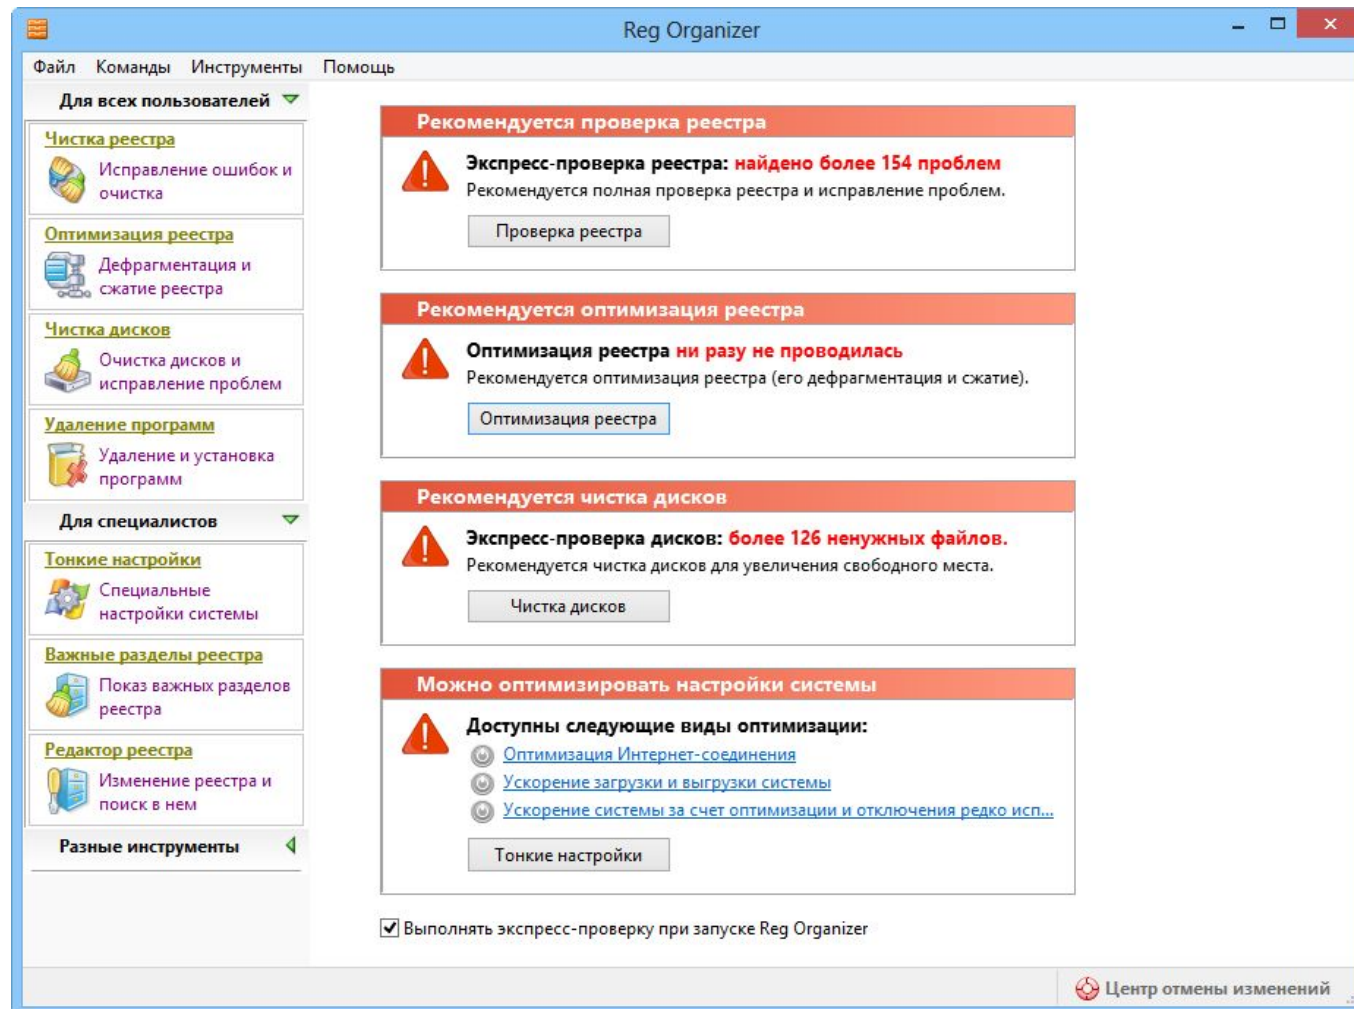 Reg Organizer
Файл Команды Инструменты Помощь
Для всех пользователей
Чистка реестра
Исправление ошибок и
очистка
Оптимизация реестра
Дефрагментация и
сжатие реестра
Чистка дисков
Очистка дисков и
исправление проблем
Удаление программ
Удаление и установка
программ
Для специалистов
Тонкие настройки
Специальные
настройки системы
Важные разделы реестра
Показ важных разделов
реестра
Редактор реестра
Изменение реестра и
поиск в нем
Разные инструменты
Рекомендуется проверка реестра
Экспресс-проверка реестра: найдено более 154 проблем
Рекомендуется полная проверка реестра и исправление проблем.
Проверка реестра
Рекомендуется оптимизация реестра
Оптимизация реестра ни разу не проводилась
Рекомендуется оптимизация реестра (его дефрагментация и сжатие).
Оптимизация реестра
Рекомендуется чистка дисков
Экспресс-проверка дисков: более 126 ненужных файлов.
Рекомендуется чистка дисков для увеличения свободного места.
Чистка дисков
Можно оптимизировать настройки системы
Доступны следующие виды оптимизации:
Оптимизация Интернет-соединения
Ускорение загрузки и выгрузки системы
Ускорение системы за счет оптимизации и отключения редко исп...
Тонкие настройки
Выполнять экспресс-проверку при запуске Reg Organizer
Центр отмены изменений